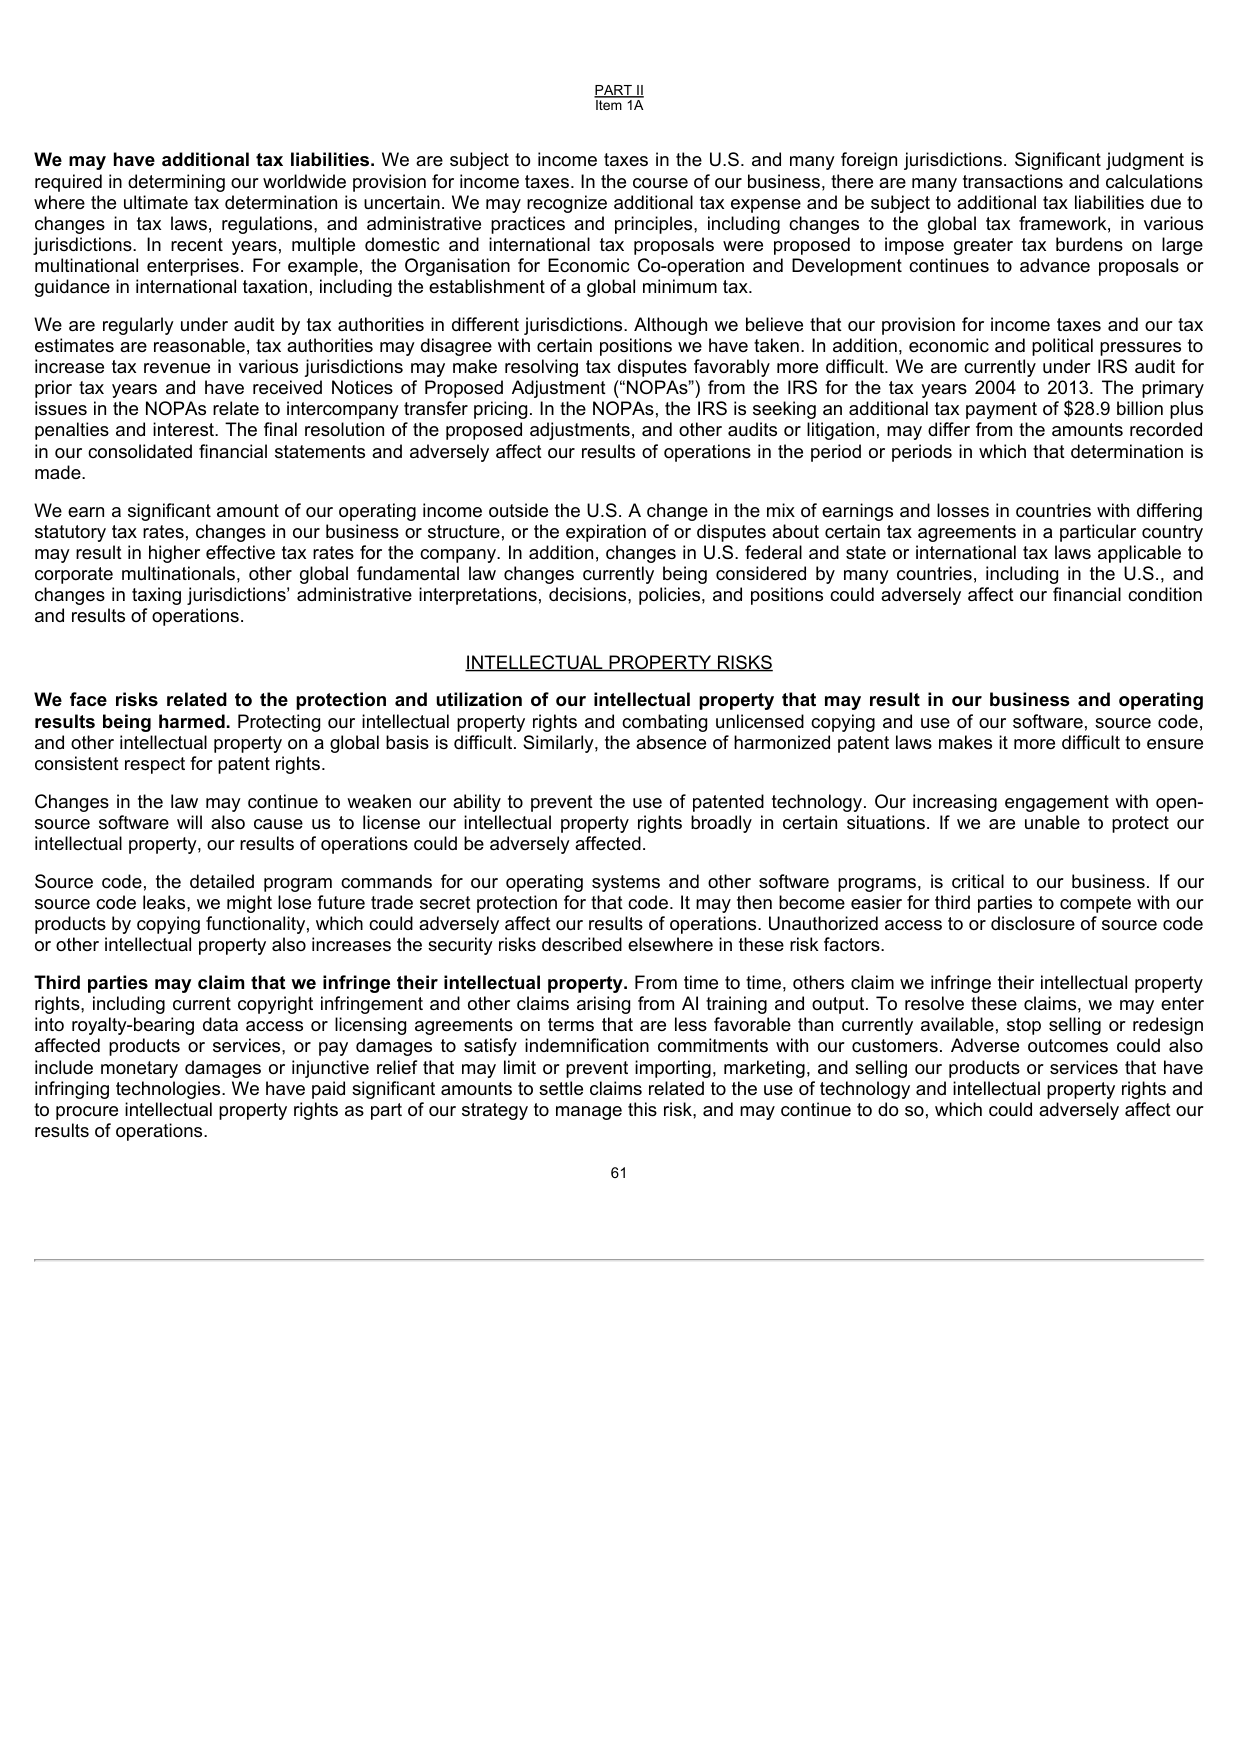 PART II
Item 1A
We may have additional tax liabilities. We are subject to income taxes in the U.S. and many foreign jurisdictions. Significant judgment is
required in determining our worldwide provision for income taxes. In the course of our business, there are many transactions and calculations
where the ultimate tax determination is uncertain. We may recognize additional tax expense and be subject to additional tax liabilities due to
changes in tax laws, regulations, and administrative practices and principles, including changes to the global tax framework, in various
jurisdictions. In recent years, multiple domestic and international tax proposals were proposed to impose greater tax burdens on large
multinational enterprises. For example, the Organisation for Economic Co-operation and Development continues to advance proposals or
guidance in international taxation, including the establishment of a global minimum tax.
We are regularly under audit by tax authorities in different jurisdictions. Although we believe that our provision for income taxes and our tax
estimates are reasonable, tax authorities may disagree with certain positions we have taken. In addition, economic and political pressures to
increase tax revenue in various jurisdictions may make resolving tax disputes favorably more difficult. We are currently under IRS audit for
prior tax years and have received Notices of Proposed Adjustment (“NOPAs”) from the IRS for the tax years 2004 to 2013. The primary
issues in the NOPAs relate to intercompany transfer pricing. In the NOPAs, the IRS is seeking an additional tax payment of $28.9 billion plus
penalties and interest. The final resolution of the proposed adjustments, and other audits or litigation, may differ from the amounts recorded
in our consolidated financial statements and adversely affect our results of operations in the period or periods in which that determination is
made.
We earn a significant amount of our operating income outside the U.S. A change in the mix of earnings and losses in countries with differing
statutory tax rates, changes in our business or structure, or the expiration of or disputes about certain tax agreements in a particular country
may result in higher effective tax rates for the company. In addition, changes in U.S. federal and state or international tax laws applicable to
corporate multinationals, other global fundamental law changes currently being considered by many countries, including in the U.S., and
changes in taxing jurisdictions’ administrative interpretations, decisions, policies, and positions could adversely affect our financial condition
and results of operations.
INTELLECTUAL PROPERTY RISKS
We face risks related to the protection and utilization of our intellectual property that may result in our business and operating
results being harmed. Protecting our intellectual property rights and combating unlicensed copying and use of our software, source code,
and other intellectual property on a global basis is difficult. Similarly, the absence of harmonized patent laws makes it more difficult to ensure
consistent respect for patent rights.
Changes in the law may continue to weaken our ability to prevent the use of patented technology. Our increasing engagement with open-
source software will also cause us to license our intellectual property rights broadly in certain situations. If we are unable to protect our
intellectual property, our results of operations could be adversely affected.
Source code, the detailed program commands for our operating systems and other software programs, is critical to our business. If our
source code leaks, we might lose future trade secret protection for that code. It may then become easier for third parties to compete with our
products by copying functionality, which could adversely affect our results of operations. Unauthorized access to or disclosure of source code
or other intellectual property also increases the security risks described elsewhere in these risk factors.
Third parties may claim that we infringe their intellectual property. From time to time, others claim we infringe their intellectual property
rights, including current copyright infringement and other claims arising from AI training and output. To resolve these claims, we may enter
into royalty-bearing data access or licensing agreements on terms that are less favorable than currently available, stop selling or redesign
affected products or services, or pay damages to satisfy indemnification commitments with our customers. Adverse outcomes could also
include monetary damages or injunctive relief that may limit or prevent importing, marketing, and selling our products or services that have
infringing technologies. We have paid significant amounts to settle claims related to the use of technology and intellectual property rights and
to procure intellectual property rights as part of our strategy to manage this risk, and may continue to do so, which could adversely affect our
results of operations.
61